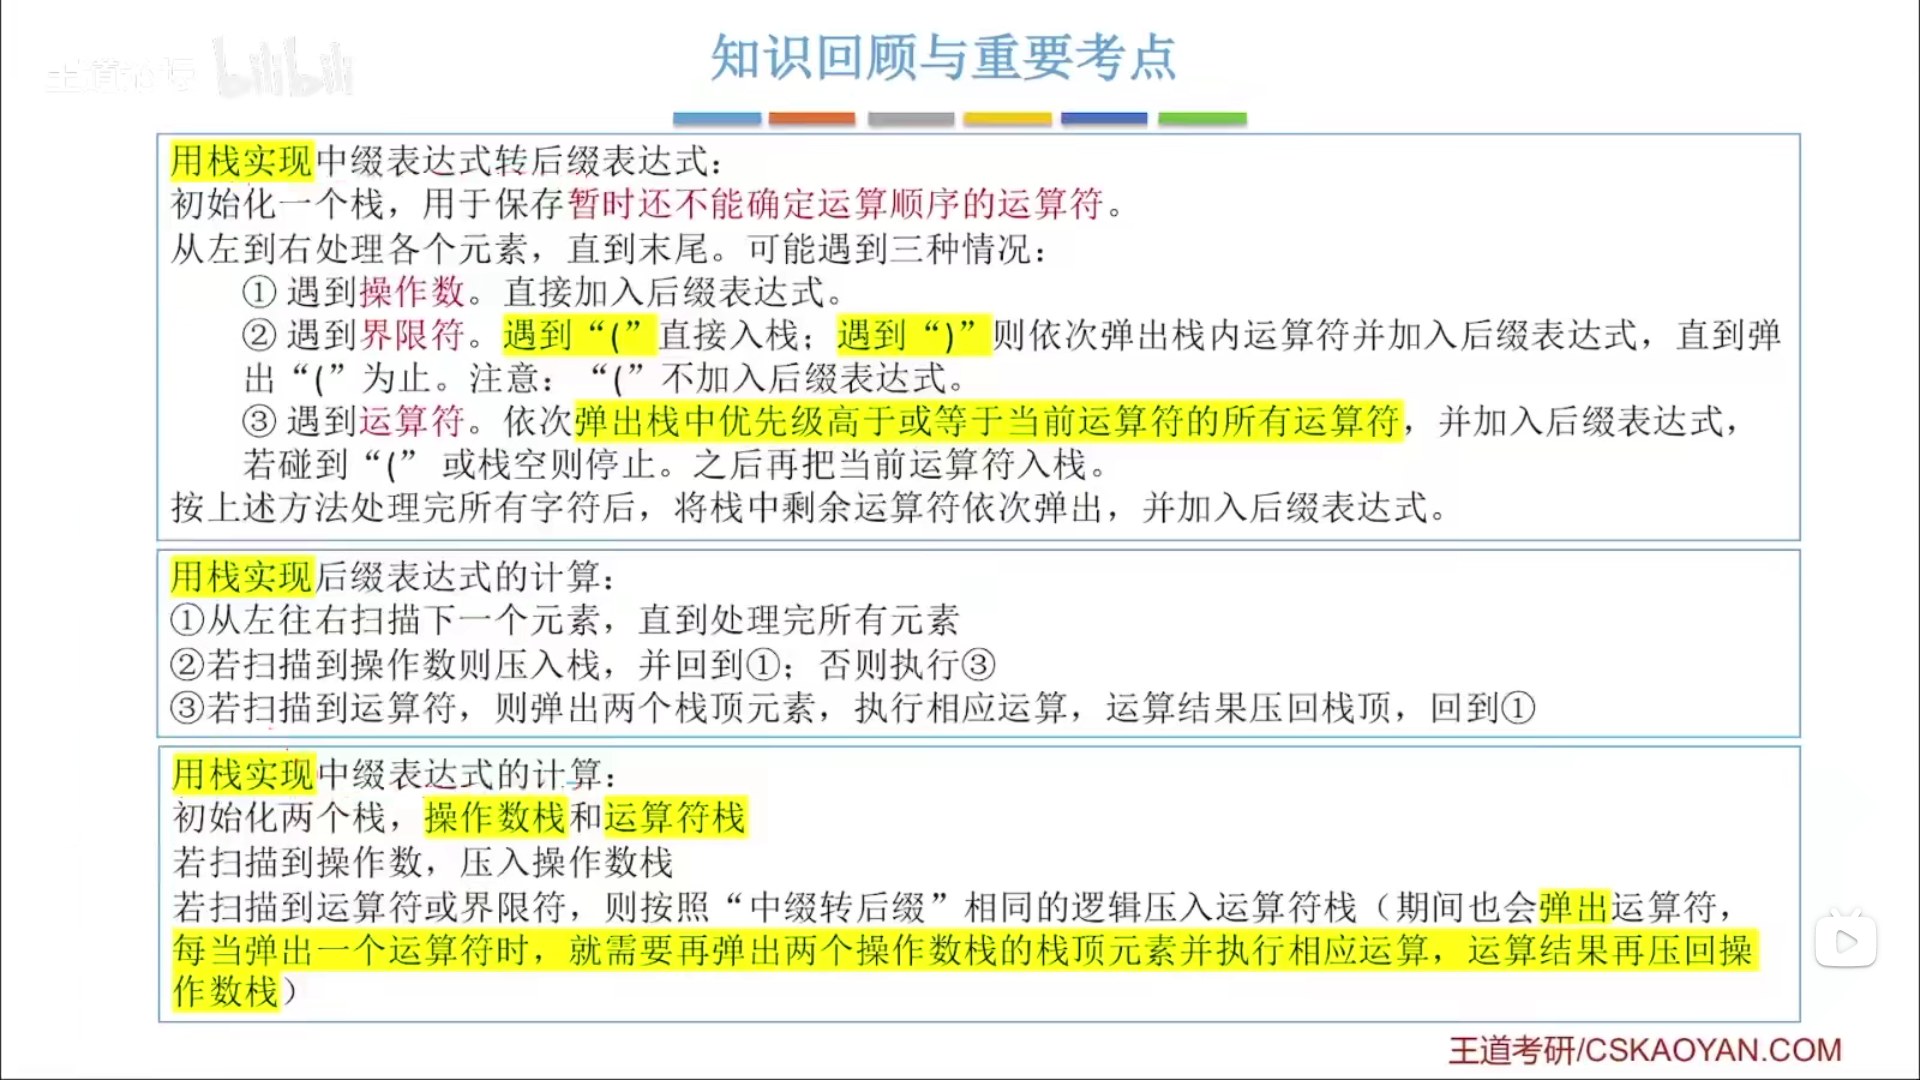 王道论坛 bilibili
知识回顾与重要考点
用栈实现中缀表达式转后缀表达式：
初始化一个栈，用于保存暂时还不能确定运算顺序的运算符。
从左到右处理各个元素，直到末尾。可能遇到三种情况：
① 遇到操作数。直接加入后缀表达式。
② 遇到界限符。遇到“(”直接入栈；遇到“)”则依次弹出栈内运算符并加入后缀表达式，直到弹
出“(”为止。注意：“(”不加入后缀表达式。
③ 遇到运算符。依次弹出栈中优先级高于或等于当前运算符的所有运算符，并加入后缀表达式，
若碰到“(” 或栈空则停止。之后再把当前运算符入栈。
按上述方法处理完所有字符后，将栈中剩余运算符依次弹出，并加入后缀表达式。
用栈实现后缀表达式的计算：
①从左往右扫描下一个元素，直到处理完所有元素
②若扫描到操作数则压入栈，并回到①；否则执行③
③若扫描到运算符，则弹出两个栈顶元素，执行相应运算，运算结果压回栈顶，回到①
用栈实现中缀表达式的计算：
初始化两个栈，操作数栈和运算符栈
若扫描到操作数，压入操作数栈
若扫描到运算符或界限符，则按照“中缀转后缀”相同的逻辑压入运算符栈（期间也会弹出运算符，
每当弹出一个运算符时，就需要再弹出两个操作数栈的栈顶元素并执行相应运算，运算结果再压回操
作数栈）
王道考研/CSKAOYAN.COM